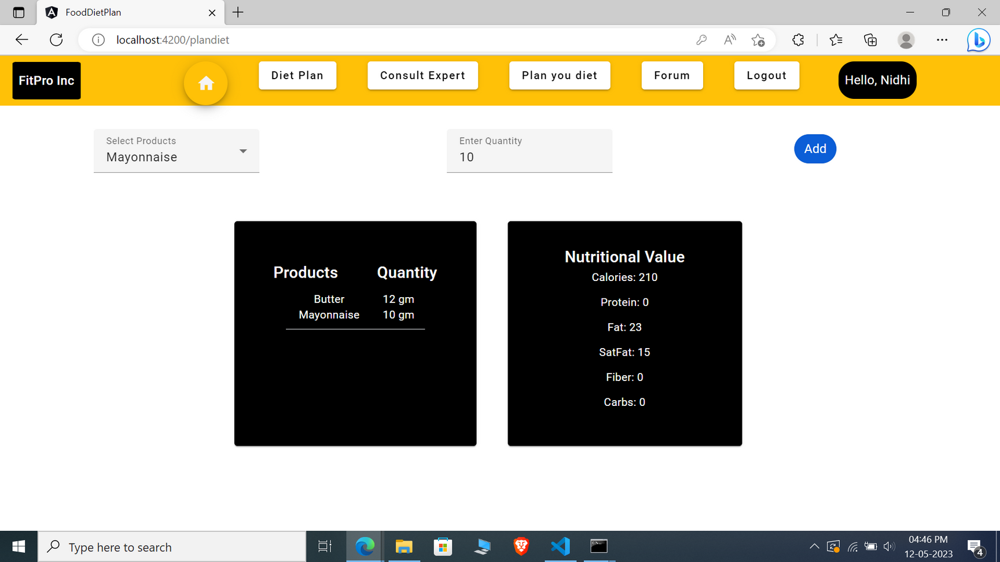 FoodDietPlan
localhost:4200/plandiet
FitPro Inc
Diet Plan
Consult Expert
Plan you diet
Forum
Logout
Hello, Nidhi
Select Products
Mayonnaise
Enter Quantity
10
Add
Products Quantity
Butter 12 gm
Mayonnaise 10 gm
Nutritional Value
Calories: 210
Protein: 0
Fat: 23
SatFat: 15
Fiber: 0
Carbs: 0
Type here to search
04:46 PM
12-05-2023
4